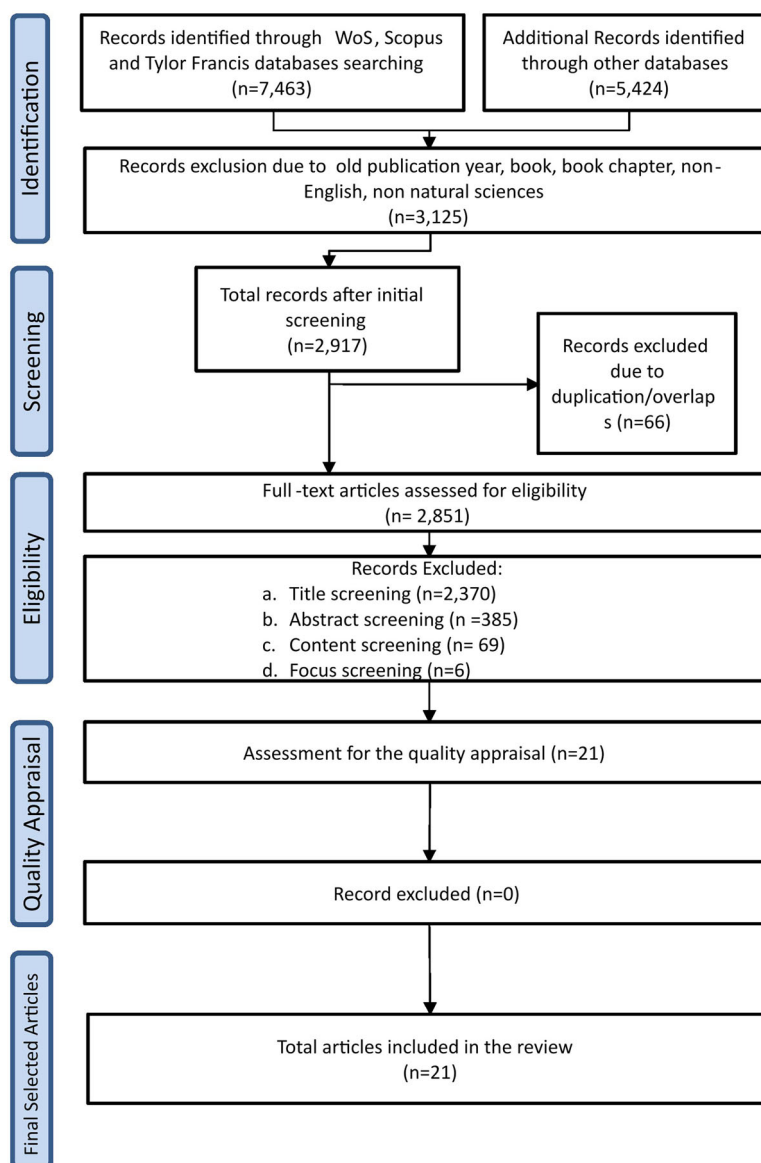 Identification
Records identified through WoS, Scopus
and Tylor Francis databases searching
(n=7,463)
Additional Records identified
through other databases
(n=5,424)
Records exclusion due to old publication year, book, book chapter, non-
English, non natural sciences
(n=3,125)
Screening
Total records after initial
screening
(n=2,917)
Records excluded
due to
duplication/overlap
s (n=66)
Eligibility
Full-text articles assessed for eligibility
(n= 2,851)
Records Excluded:
a. Title screening (n=2,370)
b. Abstract screening (n =385)
c. Content screening (n= 69)
d. Focus screening (n=6)
Quality Appraisal
Assessment for the quality appraisal (n=21)
Record excluded (n=0)
Final Selected Articles
Total articles included in the review
(n=21)